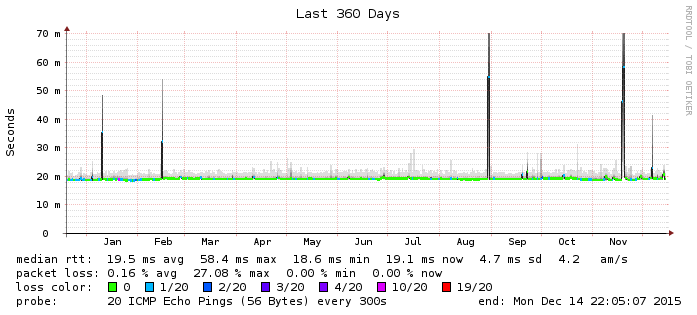 Last 360 Days
RRDTOOL / TOBI OETIKER
Seconds
70 m
60 m
50 m
40 m
30 m
20 m
10 m
0
Jan Feb Mar Apr May Jun Jul Aug Sep Oct Nov
median rtt: 19.5 ms avg 58.4 ms max 18.6 ms min 19.1 ms now 4.7 ms sd 4.2 am/s
packet loss: 0.16 % avg 27.08 % max 0.00 % min 0.00 % now
loss color: 0 1/20 2/20 3/20 4/20 10/20 19/20
probe: 20 ICMP Echo Pings (56 Bytes) every 300s end: Mon Dec 14 22:05:07 2015